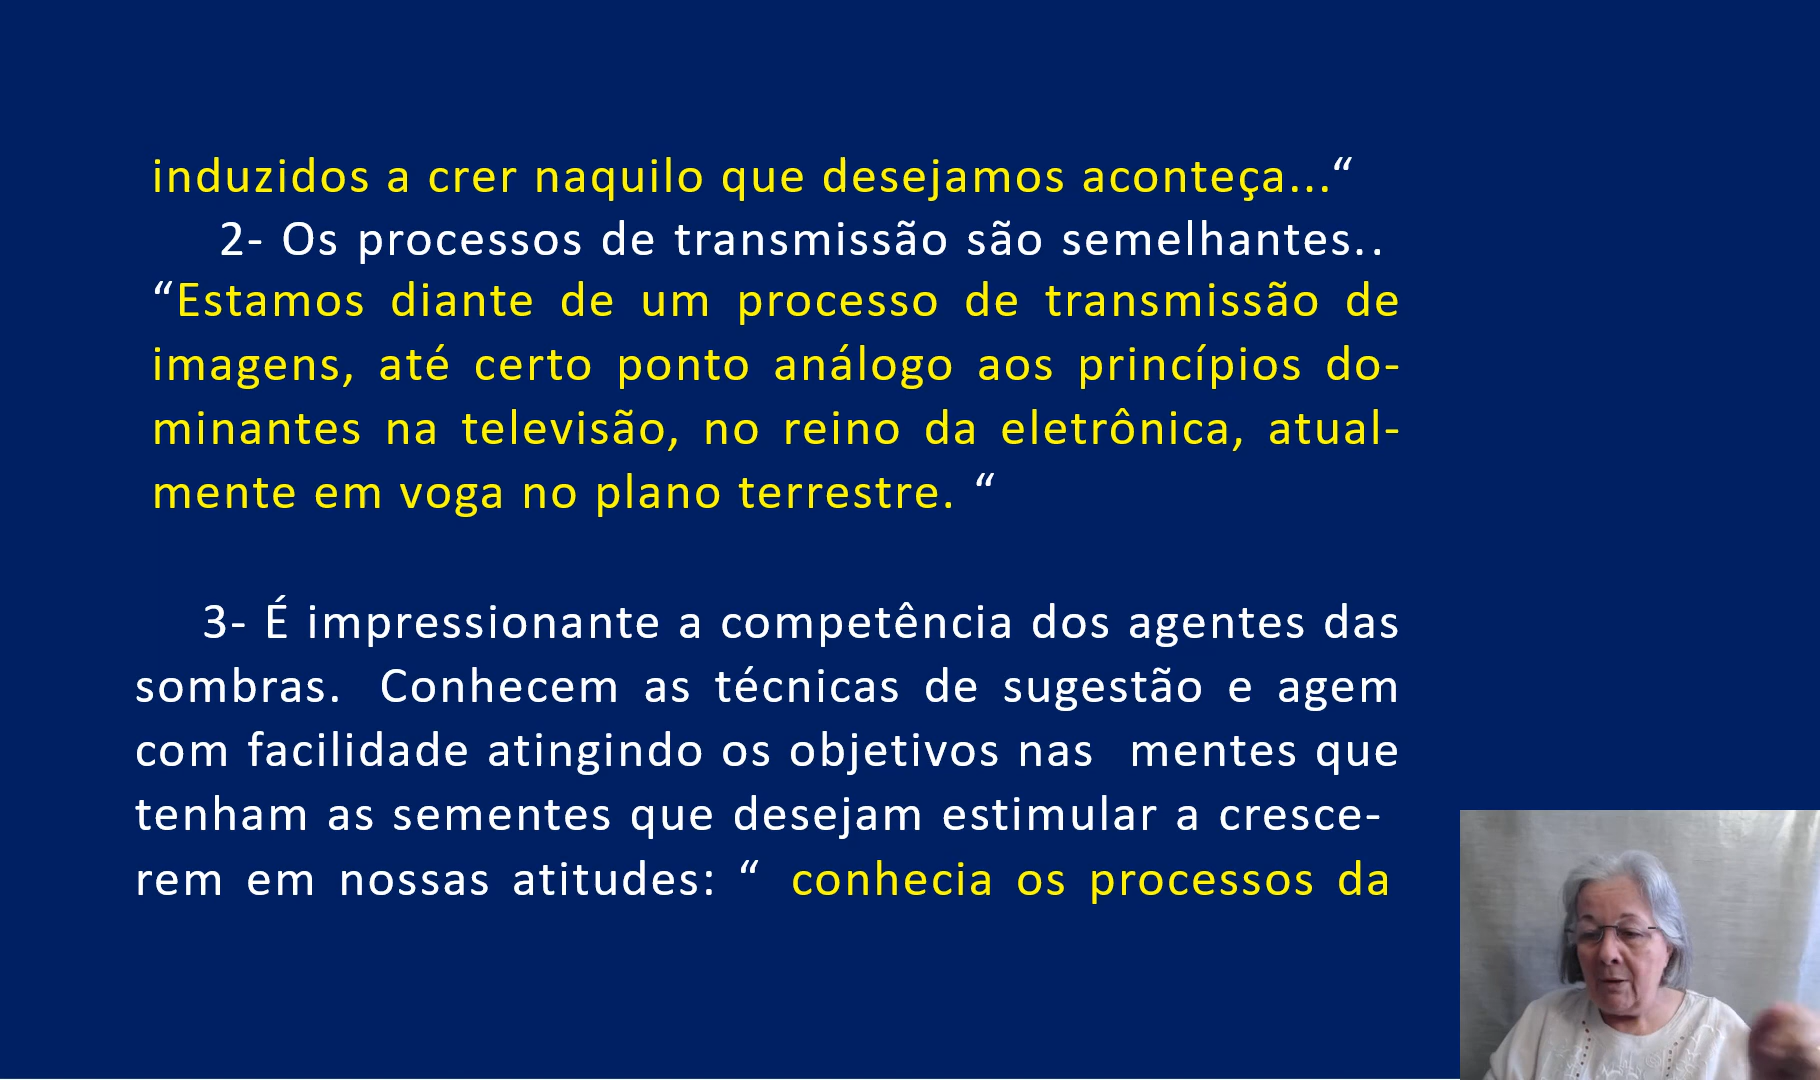 induzidos a crer naquilo que desejamos aconteça...“
2- Os processos de transmissão são semelhantes..
“Estamos diante de um processo de transmissão de
imagens, até certo ponto análogo aos princípios do-
minantes na televisão, no reino da eletrônica, atual-
mente em voga no plano terrestre. “
3- É impressionante a competência dos agentes das
sombras. Conhecem as técnicas de sugestão e agem
com facilidade atingindo os objetivos nas mentes que
tenham as sementes que desejam estimular a cresce-
rem em nossas atitudes: “ conhecia os processos da